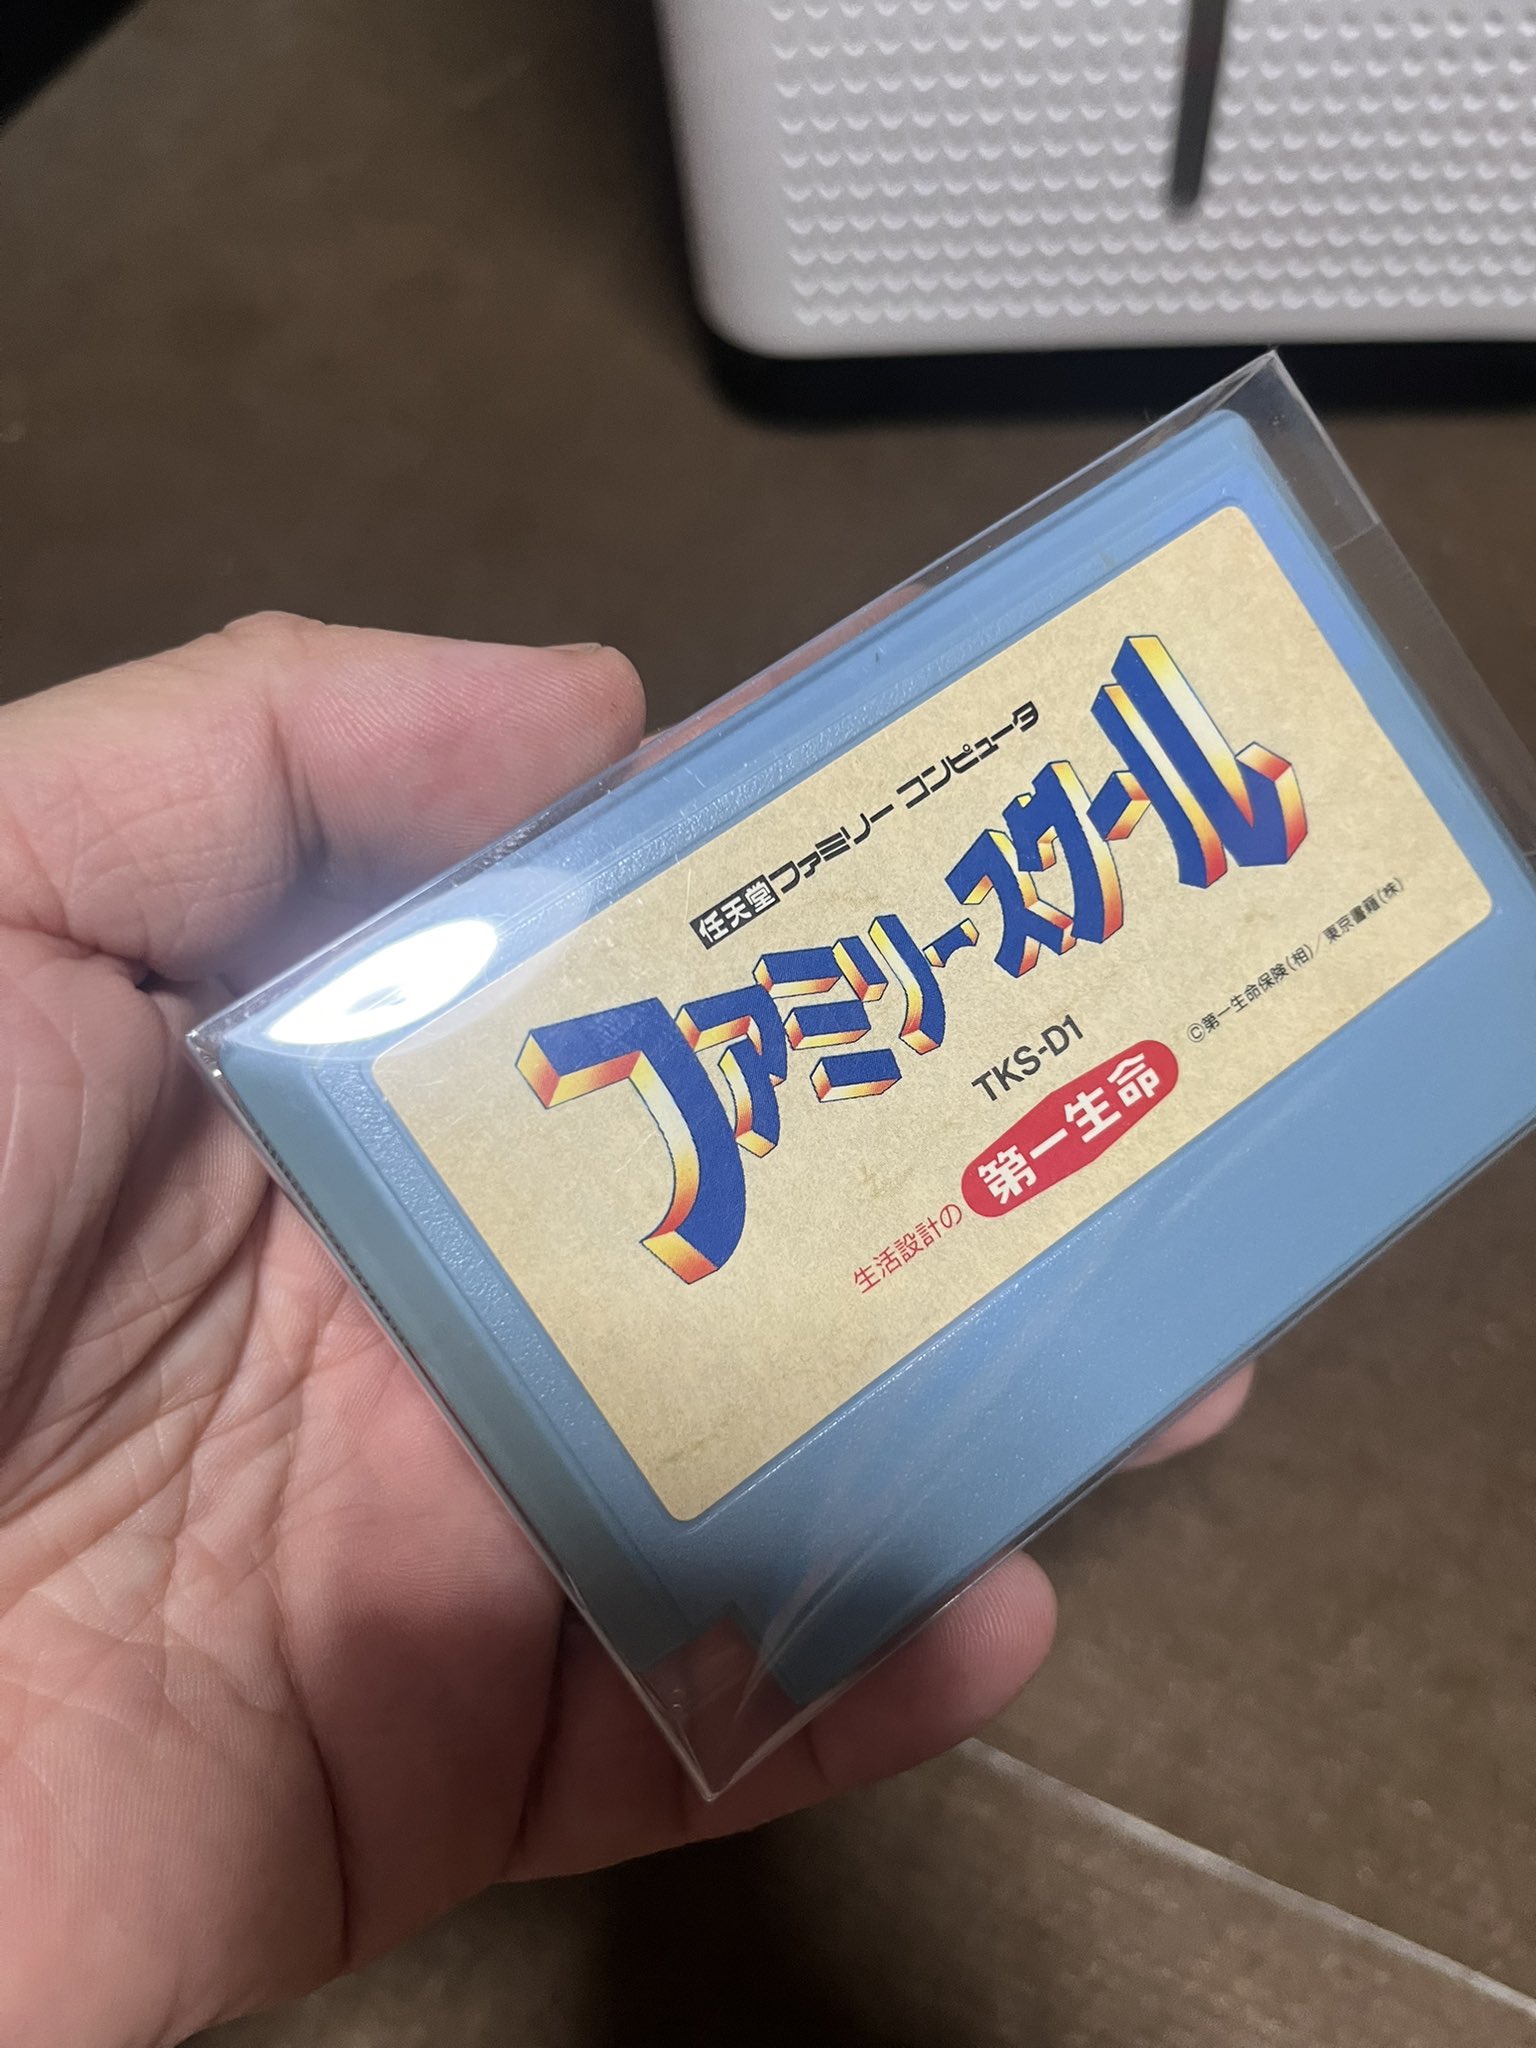 任天堂ファミリー コンピュータ
ファミリースクール
TKS-D1
生活設計の 第一生命
©第一生命保険(相)/東京書籍(株)